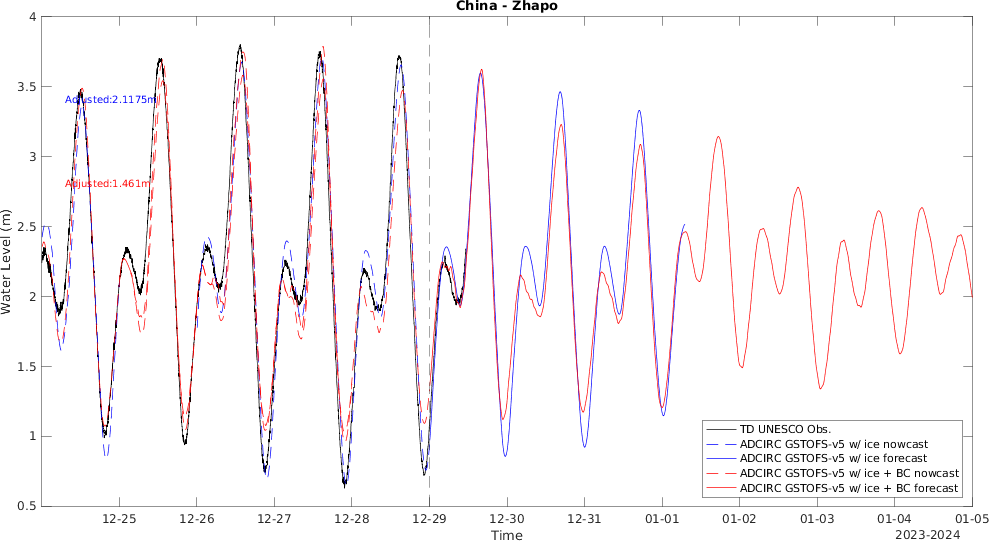 China - Zhapo
4
3.5
3
2.5
2
1.5
1
0.5
Water Level (m)
Adjusted:2.1175m
Adjusted:1.461m
TD UNESCO Obs.
ADCIRC GSTOFS-v5 w/ ice nowcast
ADCIRC GSTOFS-v5 w/ ice forecast
ADCIRC GSTOFS-v5 w/ ice + BC nowcast
ADCIRC GSTOFS-v5 w/ ice + BC forecast
12-25 12-26 12-27 12-28 12-29 12-30 12-31 01-01 01-02 01-03 01-04 01-05
Time
2023-2024